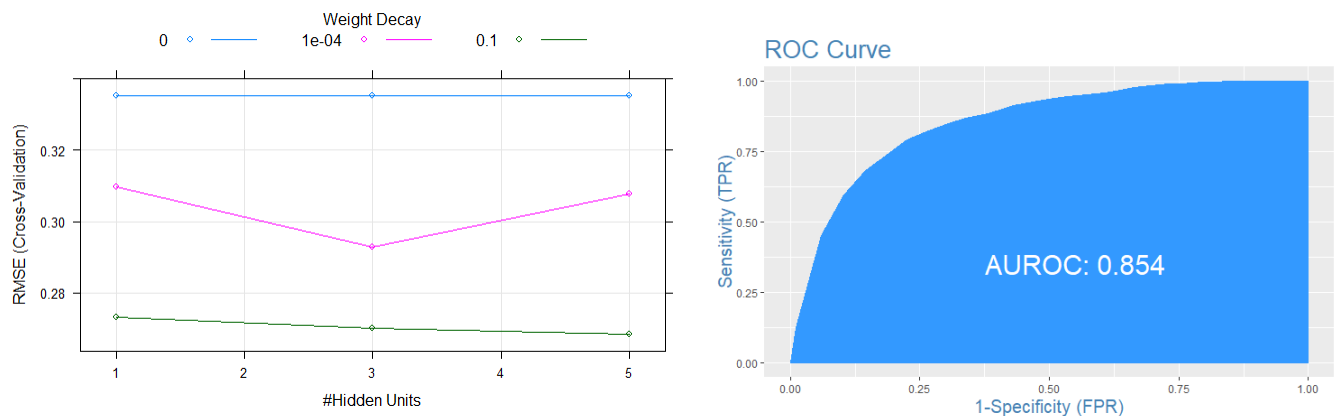 Weight Decay
0 1e-04 0.1
RMSE (Cross-Validation)
0.32
0.30
0.28
1 2 3 4 5
#Hidden Units
ROC Curve
Sensitivity (TPR)
1.00
0.75
0.50
0.25
0.00
AUROC: 0.854
0.00 0.25 0.50 0.75 1.00
1-Specificity (FPR)